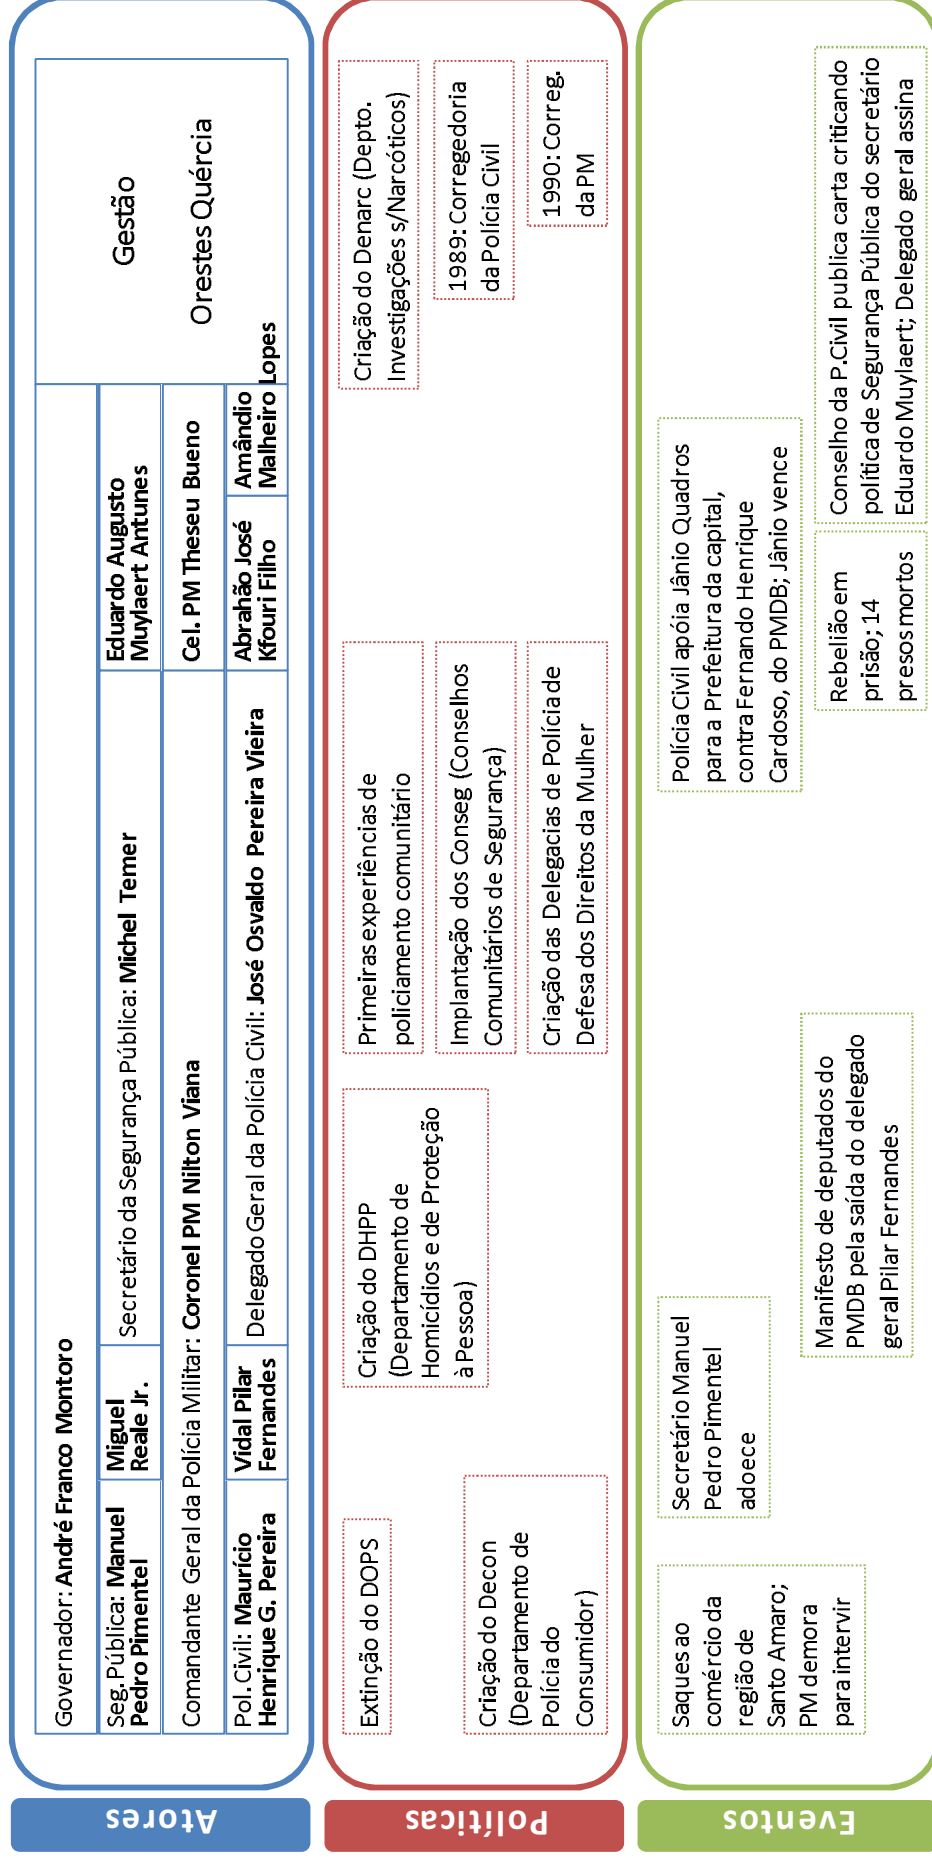 Atores
Governador: André Franco Montoro
Gestão
Orestes Quércia
Seg. Pública: Manuel
Pedro Pimentel
Miguel
Reale Jr.
Secretário da Segurança Pública: Michel Temer
Eduardo Augusto
Muylaert Antunes
Comandante Geral da Polícia Militar: Coronel PM Nilton Viana
Cel. PM Theseu Bueno
Pol. Civil: Maurício
Henrique G. Pereira
Vidal Pilar
Fernandes
Delegado Geral da Polícia Civil: José Osvaldo Pereira Vieira
Abrahão José
Kfouri Filho
Amândio
Malheiro Lopes
Políticas
Extinção do DOPS
Criação do Decon
(Departamento de
Polícia do
Consumidor)
Criação do DHPP
(Departamento de
Homicídios e de Proteção
à Pessoa)
Primeiras experiências de
policiamento comunitário
Implantação dos Conseg (Conselhos
Comunitários de Segurança)
Criação das Delegacias de Polícia de
Defesa dos Direitos da Mulher
Criação do Denarc (Depto.
Investigações s/Narcóticos)
1989: Corregedoria
da Polícia Civil
1990: Correg.
da PM
Eventos
Saques ao
comércio da
região de
Santo Amaro;
PM demora
para intervir
Secretário Manuel
Pedro Pimentel
adoece
Manifesto de deputados do
PMDB pela saída do delegado
geral Pilar Fernandes
Polícia Civil apóia Jânio Quadros
para a Prefeitura da capital,
contra Fernando Henrique
Cardoso, do PMDB; Jânio vence
Rebelião em
prisão; 14
presos mortos
Conselho da P.Civil publica carta criticando
política de Segurança Pública do secretário
Eduardo Muylaert; Delegado geral assina